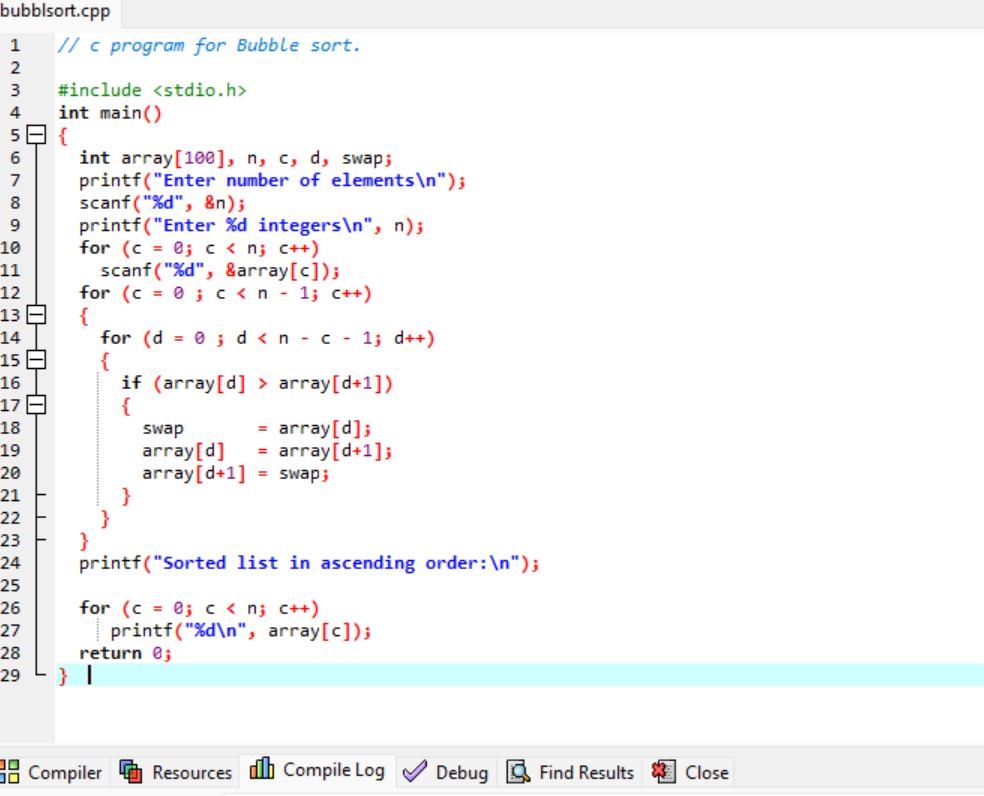 bubblsort.cpp
1 // c program for Bubble sort.
2
3 #include <stdio.h>
4 int main()
5 {
6 int array[100], n, c, d, swap;
7 printf("Enter number of elements\n");
8 scanf("%d", &n);
9 printf("Enter %d integers\n", n);
10 for (c = 0; c < n; c++)
11 scanf("%d", &array[c]);
12 for (c = 0 ; c < n - 1; c++)
13 {
14 for (d = 0 ; d < n - c - 1; d++)
15 {
16 if (array[d] > array[d+1])
17 {
18 swap = array[d];
19 array[d] = array[d+1];
20 array[d+1] = swap;
21 }
22 }
23 }
24 printf("Sorted list in ascending order:\n");
25
26 for (c = 0; c < n; c++)
27 printf("%d\n", array[c]);
28 return 0;
29 }
Compiler Resources Compile Log Debug Find Results Close